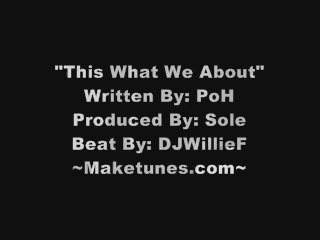 "This What We About"
Written By: PoH
Produced By: Sole
Beat By: DJWillieF
~Maketunes.com~